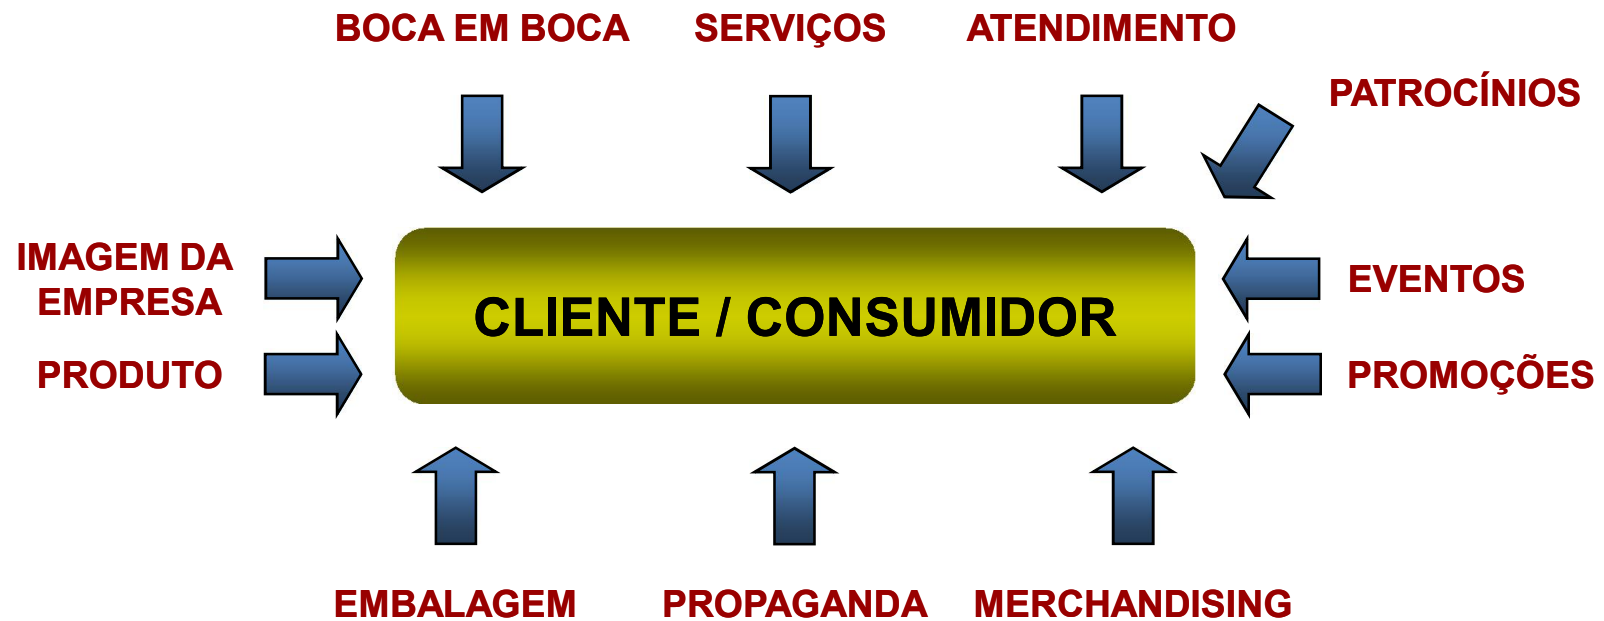 BOCA EM BOCA
SERVIÇOS
ATENDIMENTO
PATROCÍNIOS
IMAGEM DA
EMPRESA
CLIENTE / CONSUMIDOR
EVENTOS
PRODUTO
PROMOÇÕES
EMBALAGEM
PROPAGANDA
MERCHANDISING